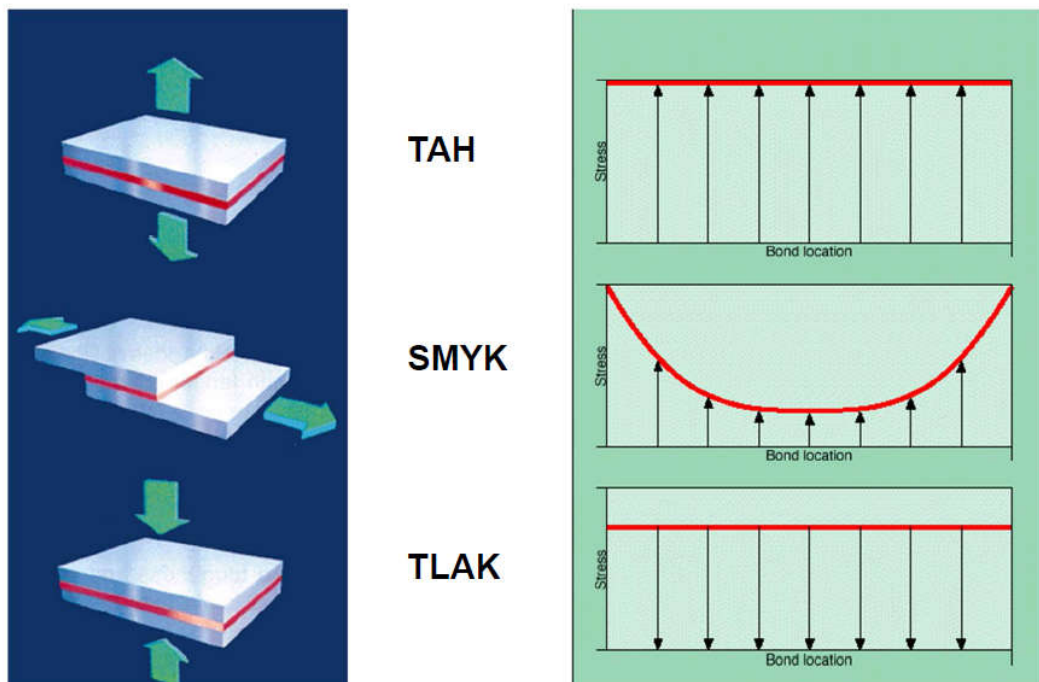 TAH
Stress
Bond location
SMYK
Stress
Bond location
TLAK
Stress
Bond location